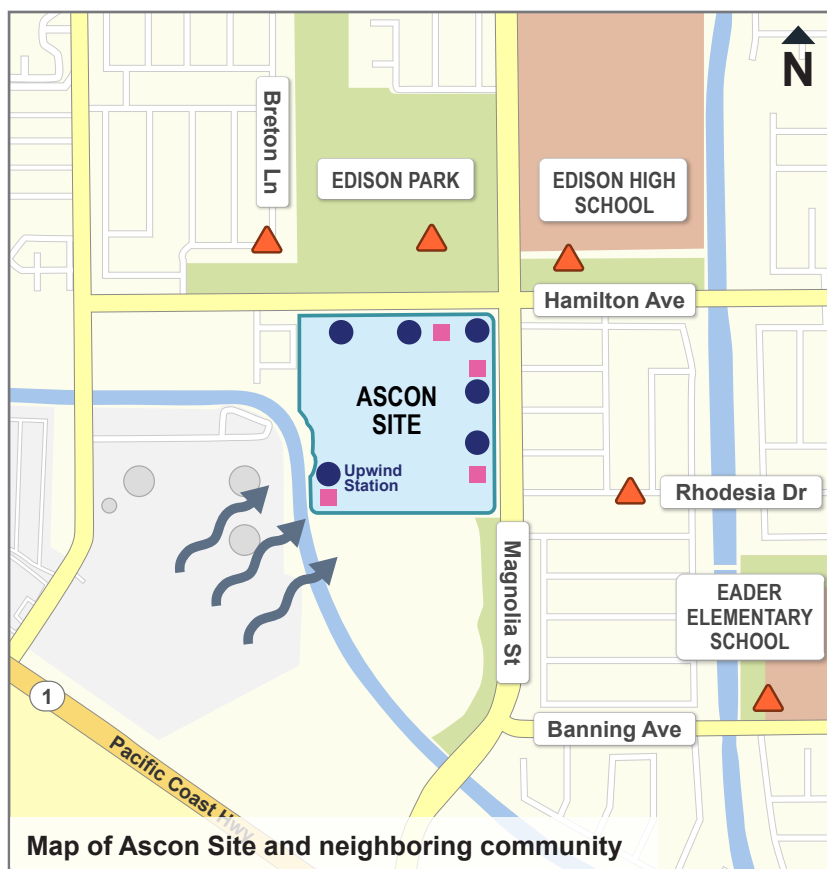 N
Breton Ln
EDISON PARK
EDISON HIGH
SCHOOL
Hamilton Ave
ASCON
SITE
Upwind
Station
Rhodesia Dr
Magnolia St
EADER
ELEMENTARY
SCHOOL
1
Banning Ave
Pacific Coast Hwy
Map of Ascon Site and neighboring community